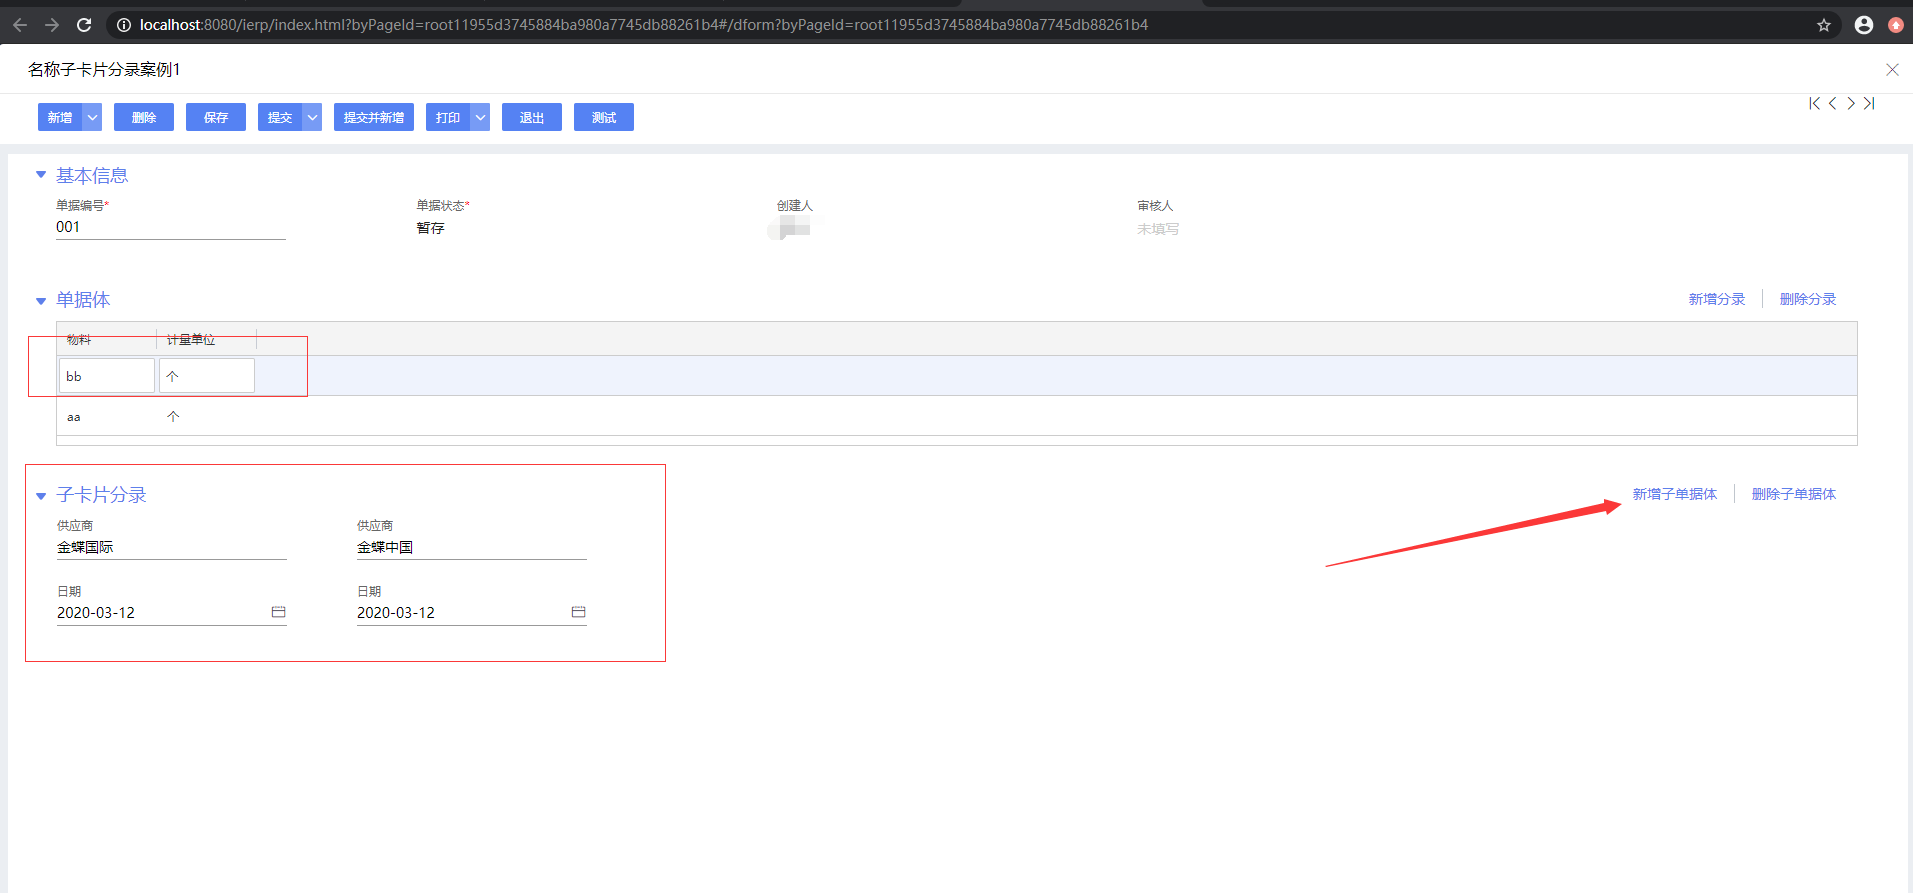 localhost:8080/ierp/index.html?byPageId=root11955d3745884ba980a7745db88261b4#/dform?byPageId=root11955d3745884ba980a7745db88261b4
名称子卡片分录案例1
新增 删除 保存 提交 提交并新增 打印 退出 测试
基本信息
单据编号* 单据状态* 创建人 审核人
001 暂存 未填写
单据体 新增分录 删除分录
物料 计量单位
bb 个
aa 个
子卡片分录 新增子单据体 删除子单据体
供应商 供应商
金蝶国际 金蝶中国
日期 日期
2020-03-12 2020-03-12